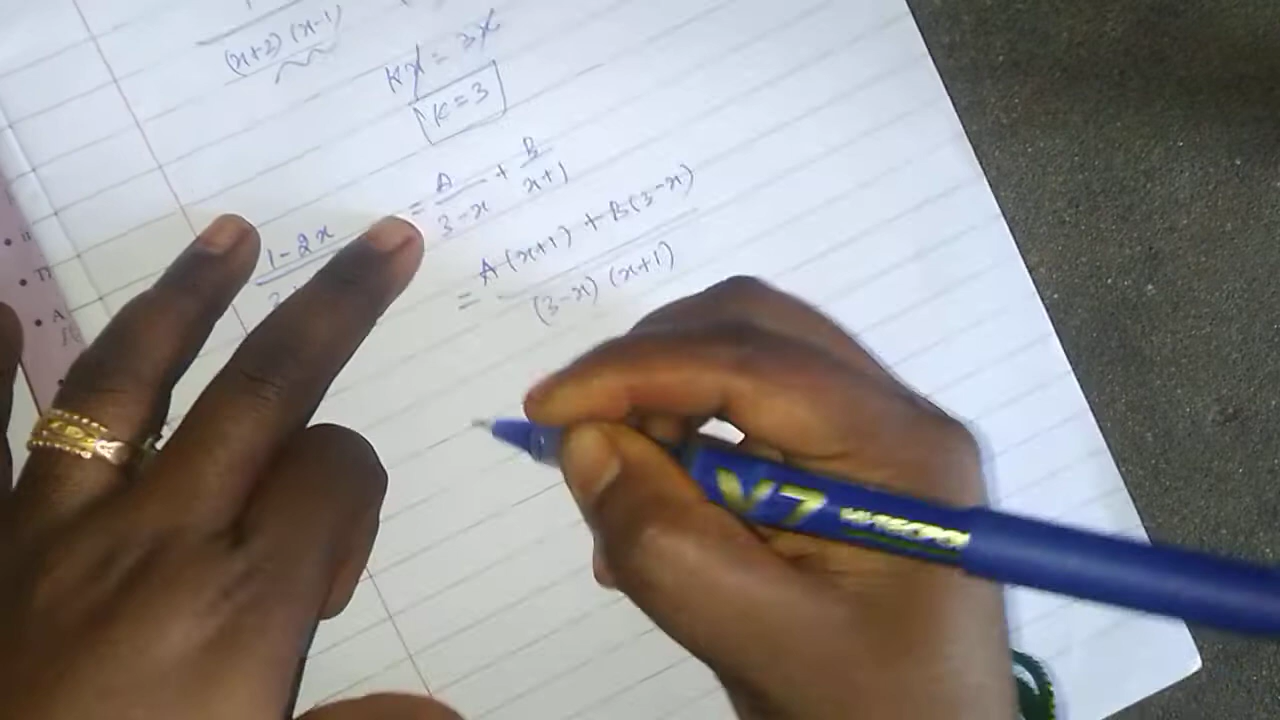 (x+2) (x-1)
Kx = 3x
K=3
1-2x = A/3-x + B/x+1
= A(x+1) + B(3-x) / (3-x) (x+1)
V7